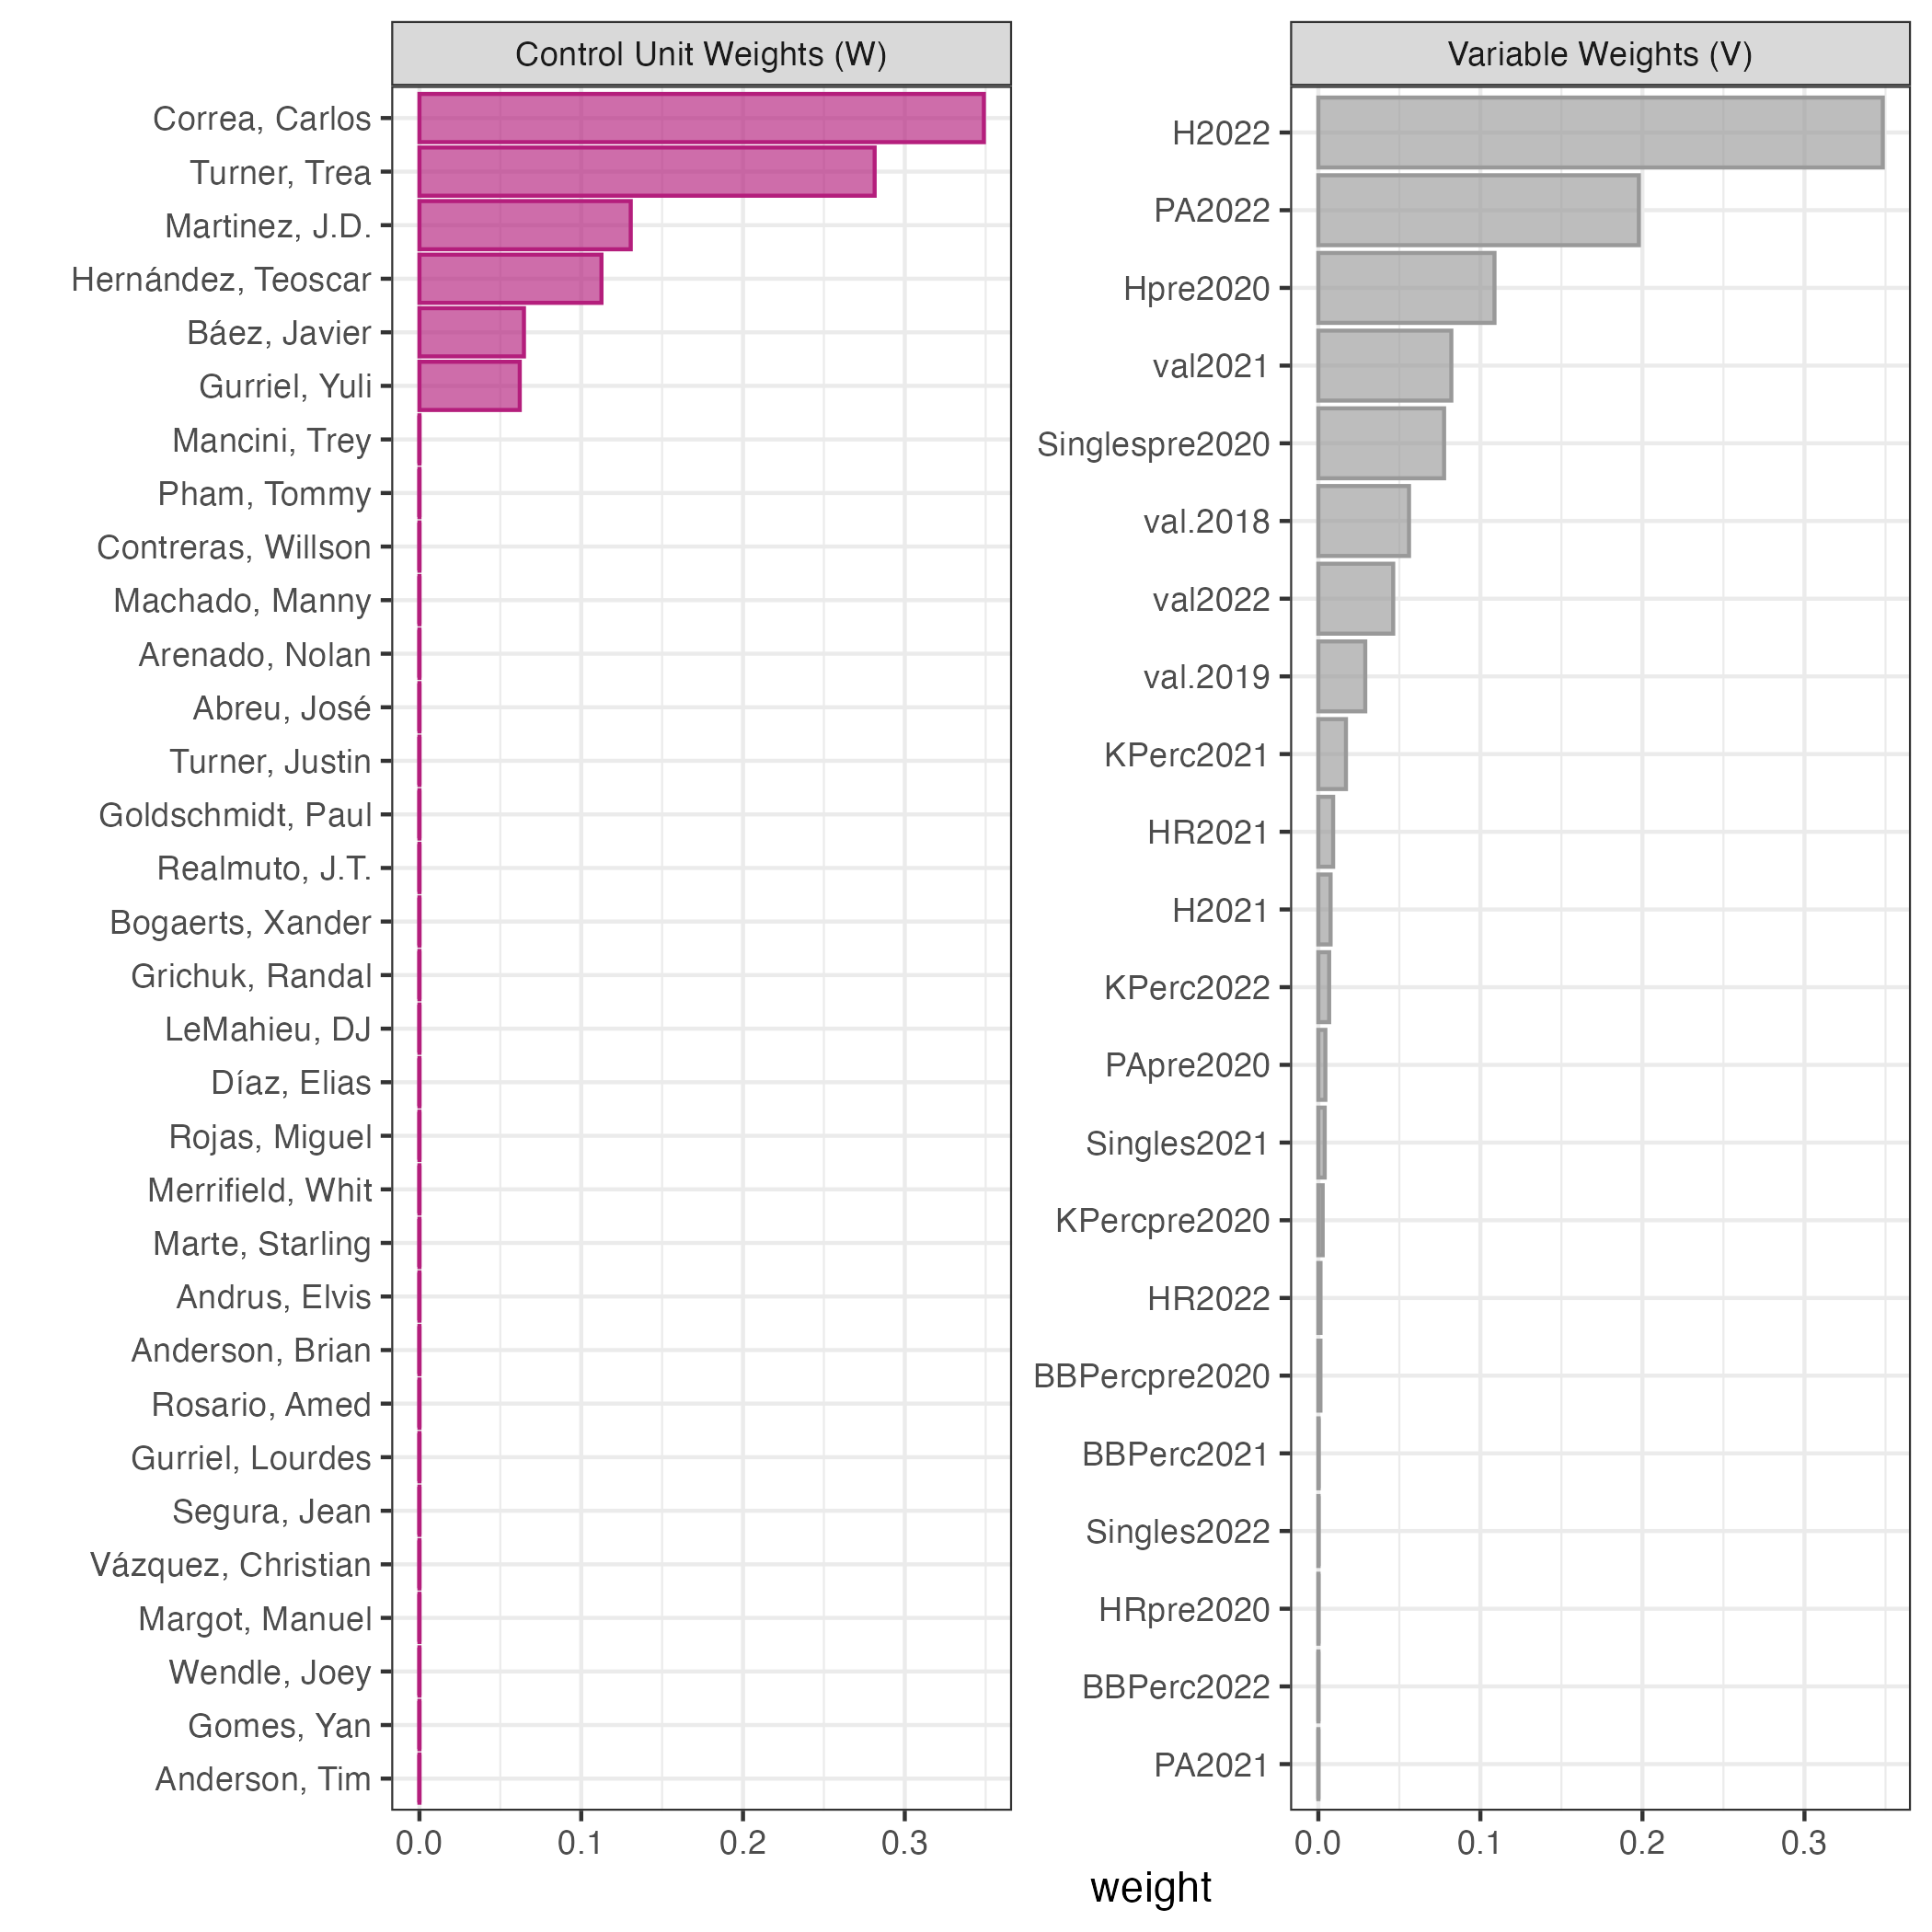 Control Unit Weights (W)
Correa, Carlos
Turner, Trea
Martinez, J.D.
Hernández, Teoscar
Báez, Javier
Gurriel, Yuli
Mancini, Trey
Pham, Tommy
Contreras, Willson
Machado, Manny
Arenado, Nolan
Abreu, José
Turner, Justin
Goldschmidt, Paul
Realmuto, J.T.
Bogaerts, Xander
Grichuk, Randal
LeMahieu, DJ
Díaz, Elias
Rojas, Miguel
Merrifield, Whit
Marte, Starling
Andrus, Elvis
Anderson, Brian
Rosario, Amed
Gurriel, Lourdes
Segura, Jean
Vázquez, Christian
Margot, Manuel
Wendle, Joey
Gomes, Yan
Anderson, Tim
0.0 0.1 0.2 0.3
Variable Weights (V)
H2022
PA2022
Hpre2020
val2021
Singlespre2020
val.2018
val2022
val.2019
KPerc2021
HR2021
H2021
KPerc2022
PApre2020
Singles2021
KPercpre2020
HR2022
BBPercpre2020
BBPerc2021
Singles2022
HRpre2020
BBPerc2022
PA2021
0.0 0.1 0.2 0.3
weight